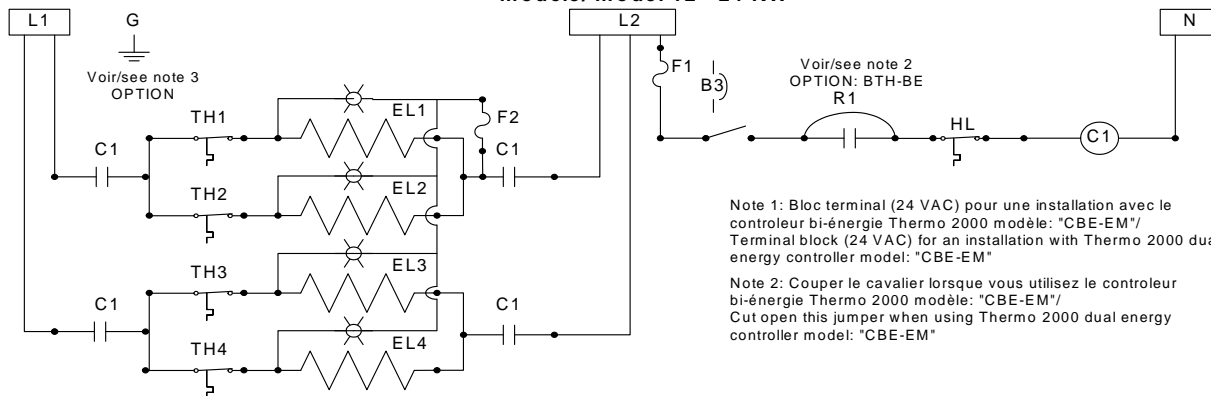 L1
G
L2
N
Voir/see note 3
OPTION
F1
B3
Voir/see note 2
OPTION: BTH-BE
R1
TH1
EL1
F2
HL
C1
C1
C1
TH2
EL2
TH3
EL3
C1
C1
TH4
EL4
Note 1: Bloc terminal (24 VAC) pour une installation avec le
controleur bi-énergie Thermo 2000 modèle: "CBE-EM"/
Terminal block (24 VAC) for an installation with Thermo 2000 dual
energy controller model: "CBE-EM"
Note 2: Couper le cavalier lorsque vous utilisez le controleur
bi-énergie Thermo 2000 modèle: "CBE-EM"/
Cut open this jumper when using Thermo 2000 dual energy
controller model: "CBE-EM"